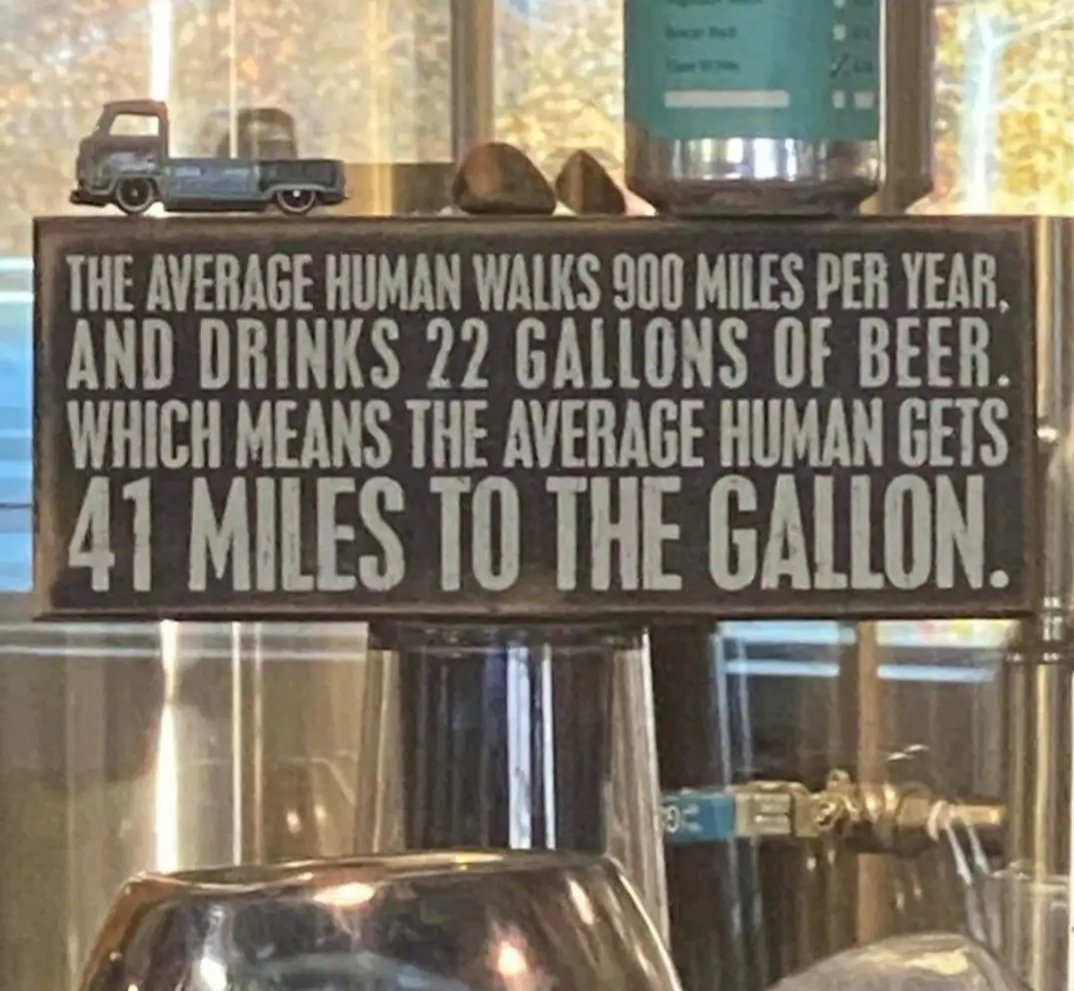 THE AVERAGE HUMAN WALKS 900 MILES PER YEAR,
AND DRINKS 22 GALLONS OF BEER.
WHICH MEANS THE AVERAGE HUMAN GETS
41 MILES TO THE GALLON.